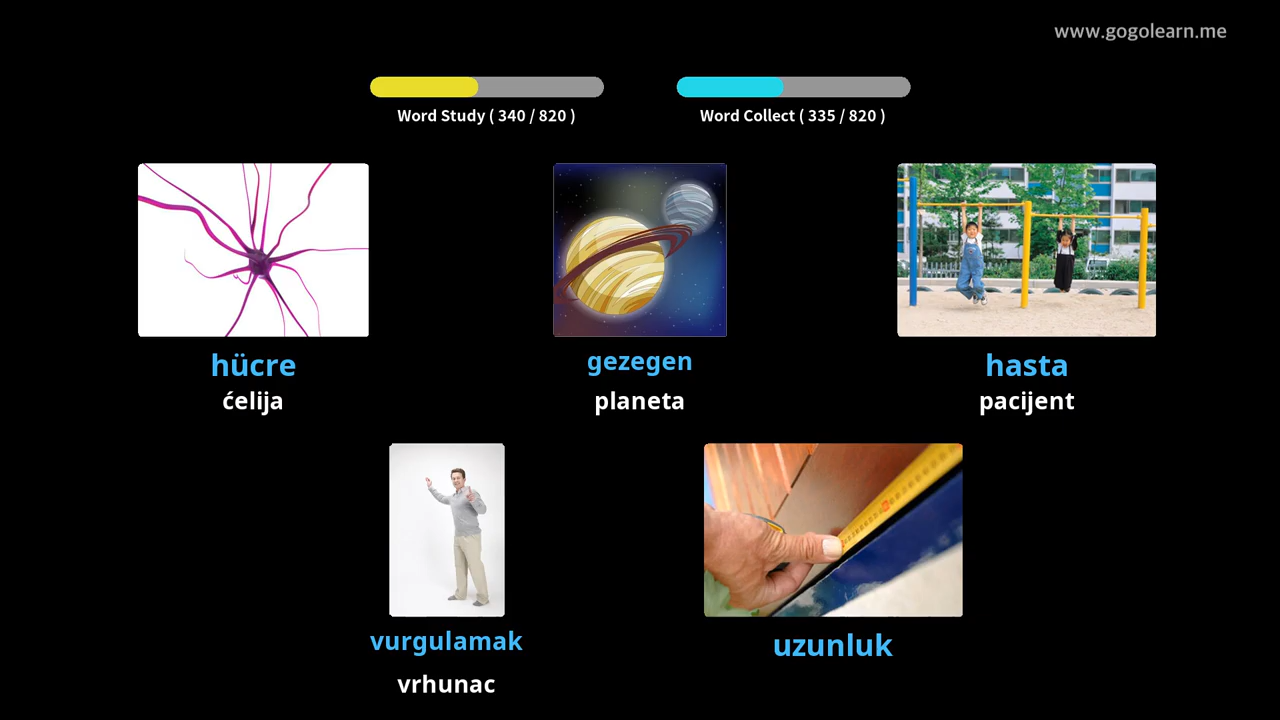 www.gogolearn.me
Word Study ( 340 / 820 )
Word Collect ( 335 / 820 )
hücre
ćelija
gezegen
planeta
hasta
pacijent
vurgulamak
vrhunac
uzunluk